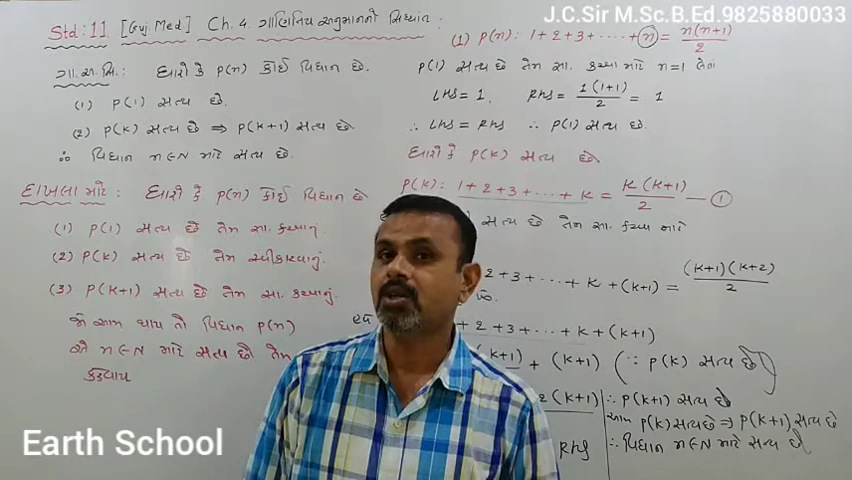 J.C.Sir M.Sc.B.Ed.9825880033
Std : 11 [Guj. Med] Ch. 4 ગાણિતિય અનુમાનનો સિધ્ધાંત :
ગા.અ.સિ. : ધારો કે P(n) કોઈ વિધાન છે.
(1) P(1) સત્ય છે.
(2) P(K) સત્ય છે ⇒ P(K+1) સત્ય છે
∴ વિધાન n∈N માટે સત્ય છે.
દાખલા માટે : ધારો કે P(n) કોઈ વિધાન છે
(1) P(1) સત્ય છે તેમ સા. કરવાનું.
(2) P(K) સત્ય છે તેમ સ્વીકારવાનું.
(3) P(K+1) સત્ય છે તેમ સા. કરવાનું.
જો આમ થાય તો વિધાન P(n)
એ n∈N માટે સત્ય છે તેમ
કહેવાય
(1) P(n) : 1+2+3+ ..... + n = n(n+1)/2
P(1) સત્ય છે તેમ સા. કરવા માટે n=1 લેતા
LHS = 1, RHS = 1(1+1)/2 = 1
∴ LHS = RHS ∴ P(1) સત્ય છે.
ધારો કે P(K) સત્ય છે
P(K) : 1+2+3+ ..... + K = K(K+1)/2 — ①
સત્ય છે તેમ સા. કરવા માટે
2+3+ ..... + K + (K+1) = (K+1)(K+2)/2
+2+3+ ..... + K + (K+1)
(K+1) + (K+1) (∵ P(K) સત્ય છે)
2(K+1)
RHS
∴ P(K+1) સત્ય છે
આમ P(K) સત્ય છે ⇒ P(K+1) સત્ય છે
∴ વિધાન n∈N માટે સત્ય છે
Earth School